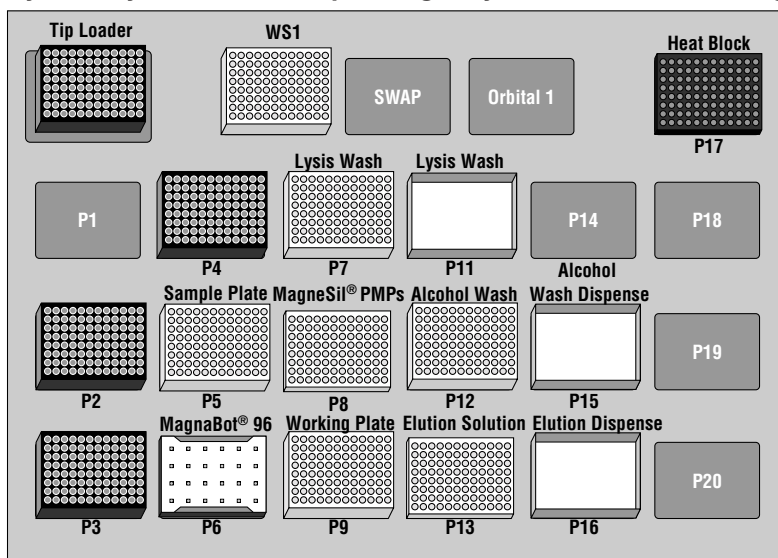 Tip Loader
WS1
Heat Block
SWAP
Orbital 1
P17
Lysis Wash
Lysis Wash
P1
P14
P18
P4
P7
P11
Alcohol
Sample Plate
MagneSil® PMPs
Alcohol Wash
Wash Dispense
P19
P2
P5
P8
P12
P15
MagnaBot® 96
Working Plate
Elution Solution
Elution Dispense
P20
P3
P6
P9
P13
P16